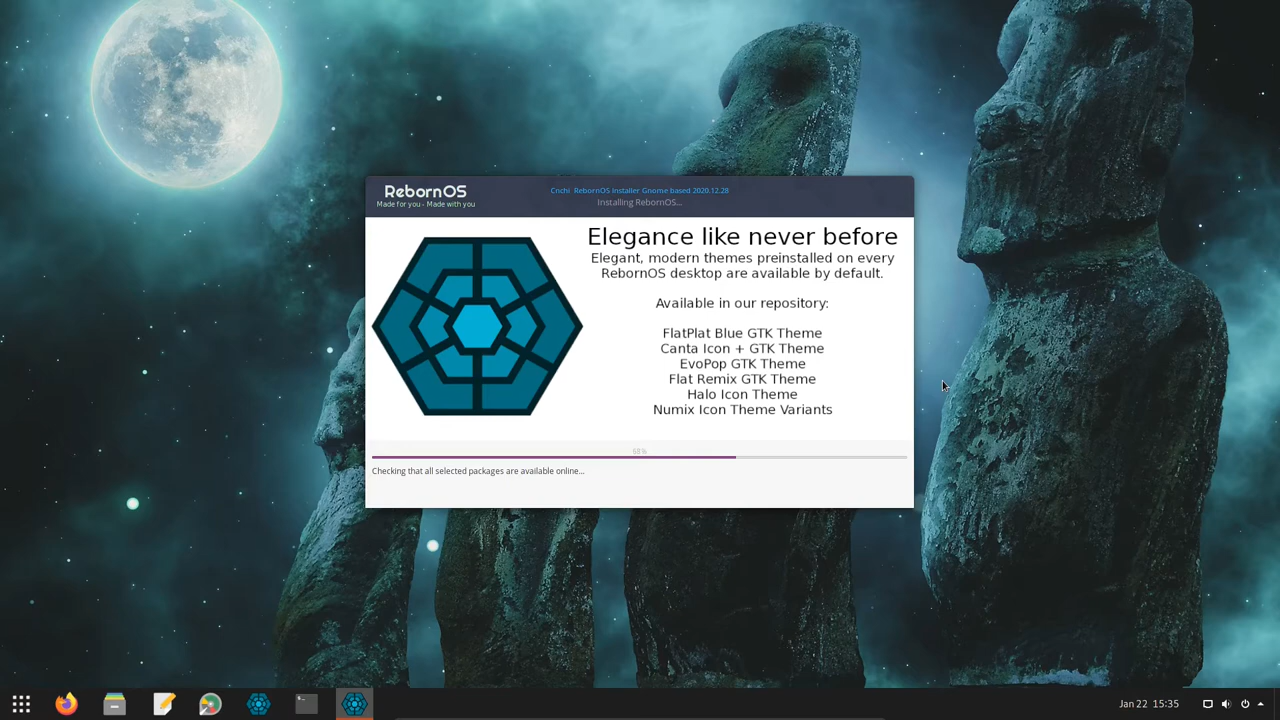 RebornOS
Made for you - Made with you
Cnchi RebornOS Installer Gnome based 2020.12.28
Installing RebornOS...
Elegance like never before
Elegant, modern themes preinstalled on every
RebornOS desktop are available by default.
Available in our repository:
FlatPlat Blue GTK Theme
Canta Icon + GTK Theme
EvoPop GTK Theme
Flat Remix GTK Theme
Halo Icon Theme
Numix Icon Theme Variants
68 %
Checking that all selected packages are available online...
Jan 22 15:35